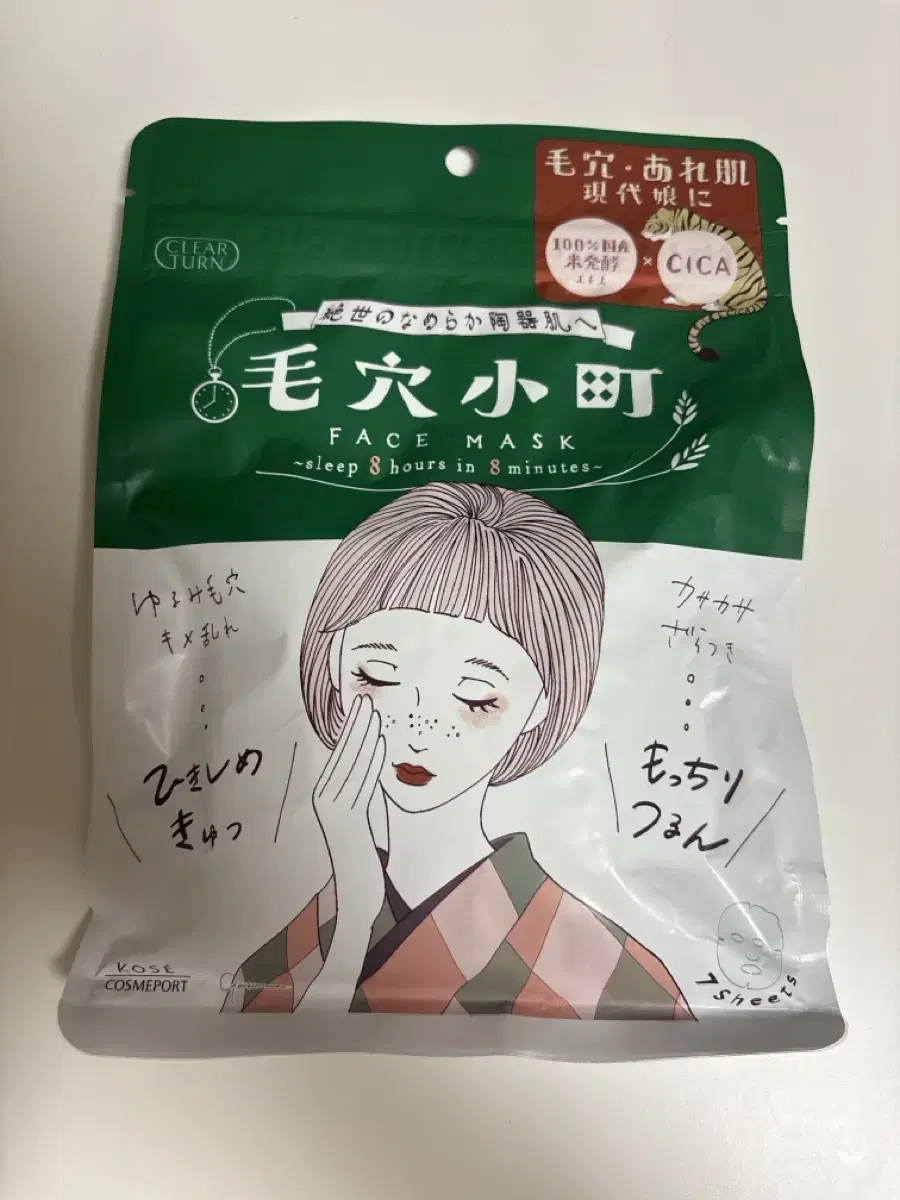 毛穴・あれ肌
現代娘に
100%国産
米発酵
エキス
×
CICA
CLEAR
TURN
絶世のなめらか陶器肌へ
毛穴小町
FACE MASK
~sleep 8 hours in 8 minutes~
ゆるみ毛穴
キメ乱れ
ひきしめ
きゅっ
カサカサ
ざらつき
もっちり
つるん
KOSÉ
COSMEPORT
7 sheets